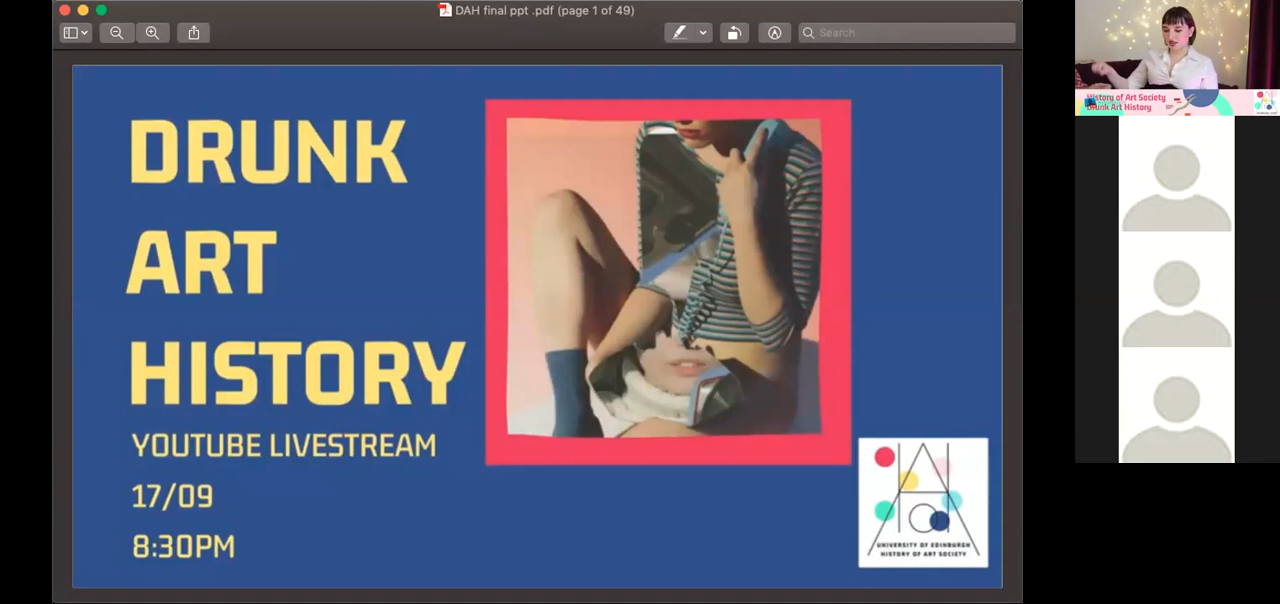 DAH final ppt .pdf (page 1 of 49)
Search
DRUNK
ART
HISTORY
YOUTUBE LIVESTREAM
17/09
8:30PM
UNIVERSITY OF EDINBURGH
HISTORY OF ART SOCIETY
History of Art Society
Drunk Art History